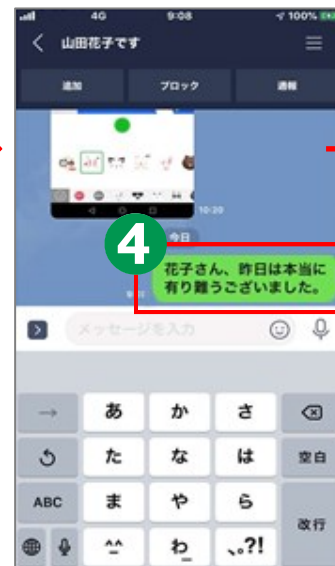 4G 9:08 100%
山田花子です
追加 ブロック 通報
10:20
今日
4
花子さん、昨日は本当に
有り難うございました。
メッセージを入力
→ あ か さ
た な は 空白
ABC ま や ら
改行
^^ わ 、。?!